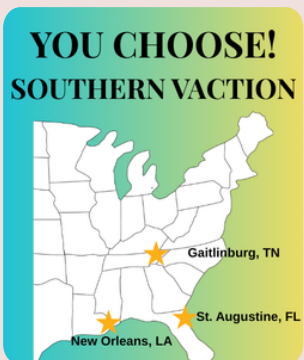 YOU CHOOSE!
SOUTHERN VACTION
Gaitlinburg, TN
St. Augustine, FL
New Orleans, LA